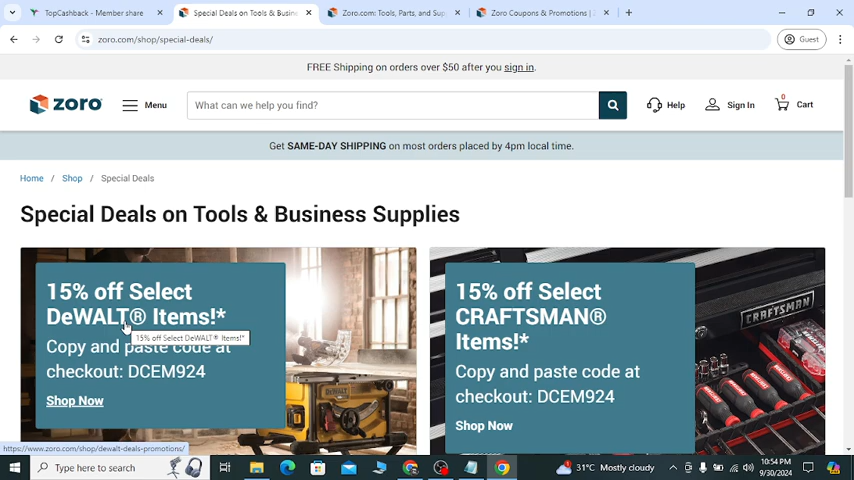 TopCashback - Member share
Special Deals on Tools & Busine
Zoro.com: Tools, Parts, and Sup
Zoro Coupons & Promotions | 2
zoro.com/shop/special-deals/
Guest
FREE Shipping on orders over $50 after you sign in.
zoro
Menu
What can we help you find?
Help
Sign In
0
Cart
Get SAME-DAY SHIPPING on most orders placed by 4pm local time.
Home / Shop / Special Deals
Special Deals on Tools & Business Supplies
15% off Select
DeWALT® Items!*
15% off Select DeWALT® Items!*
Copy and paste code at
checkout: DCEM924
Shop Now
15% off Select
CRAFTSMAN®
Items!*
Copy and paste code at
checkout: DCEM924
Shop Now
CRAFTSMAN
https://www.zoro.com/shop/dewalt-deals-promotions/
Type here to search
31°C Mostly cloudy
10:54 PM
9/30/2024